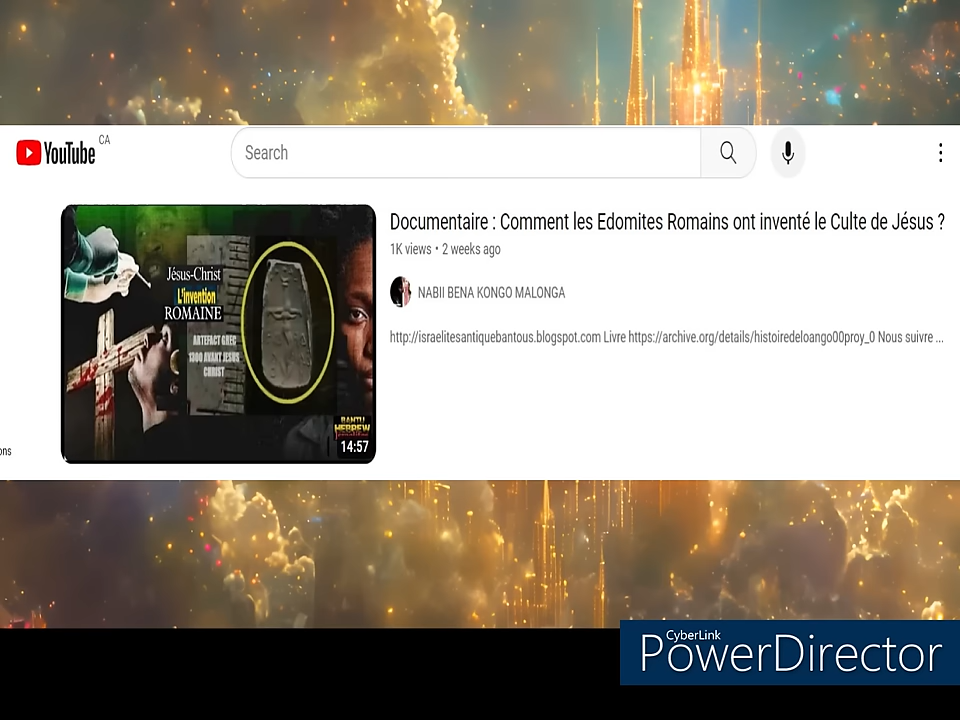 YouTube CA
Search
Documentaire : Comment les Edomites Romains ont inventé le Culte de Jésus ?
1K views • 2 weeks ago
NABII BENA KONGO MALONGA
http://israelitesantiquebantous.blogspot.com Livre https://archive.org/details/histoiredeloango00proy_0 Nous suivre ...
Jésus-Christ
L'invention
ROMAINE
ARTEFACT GREC
1300 AVANT JESUS
CHRIST
BANTU
HEBREW
14:57
ons
CyberLink
PowerDirector